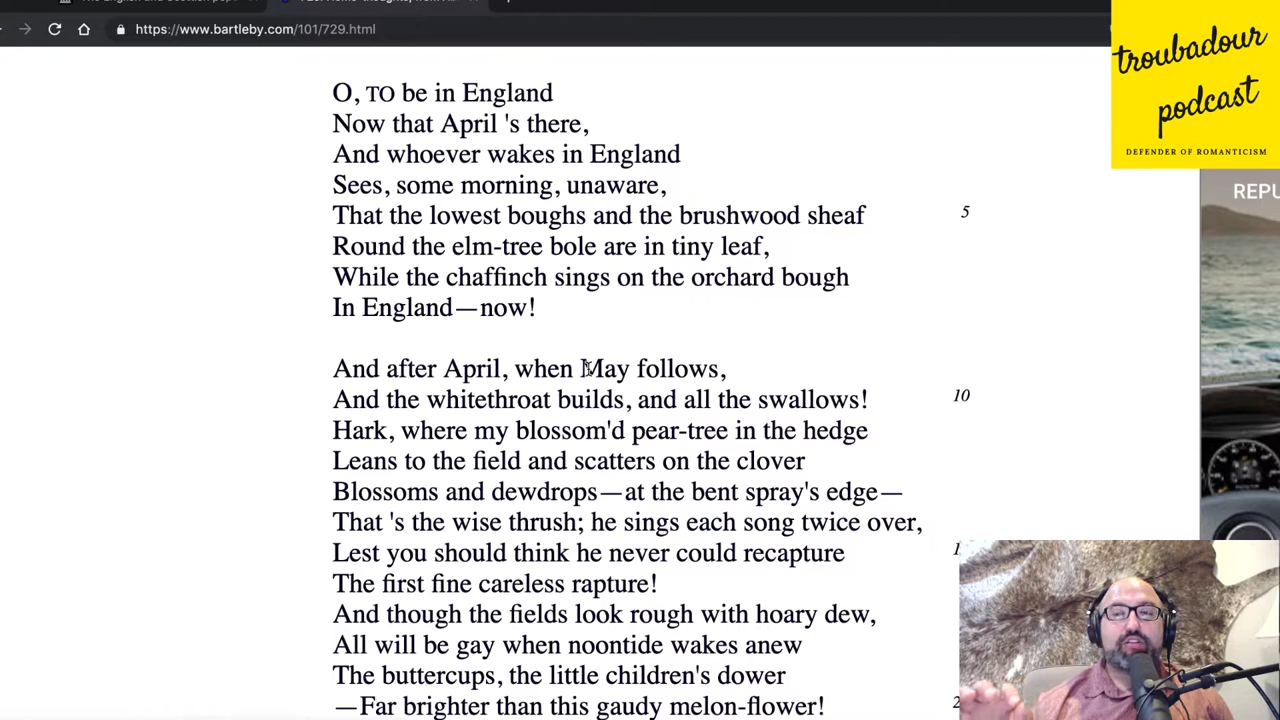 https://www.bartleby.com/101/729.html
troubadour
podcast
DEFENDER OF ROMANTICISM
REPU
O, TO be in England
Now that April 's there,
And whoever wakes in England
Sees, some morning, unaware,
That the lowest boughs and the brushwood sheaf 5
Round the elm-tree bole are in tiny leaf,
While the chaffinch sings on the orchard bough
In England—now!
And after April, when May follows,
And the whitethroat builds, and all the swallows! 10
Hark, where my blossom'd pear-tree in the hedge
Leans to the field and scatters on the clover
Blossoms and dewdrops—at the bent spray's edge—
That 's the wise thrush; he sings each song twice over,
Lest you should think he never could recapture
The first fine careless rapture!
And though the fields look rough with hoary dew,
All will be gay when noontide wakes anew
The buttercups, the little children's dower
—Far brighter than this gaudy melon-flower!